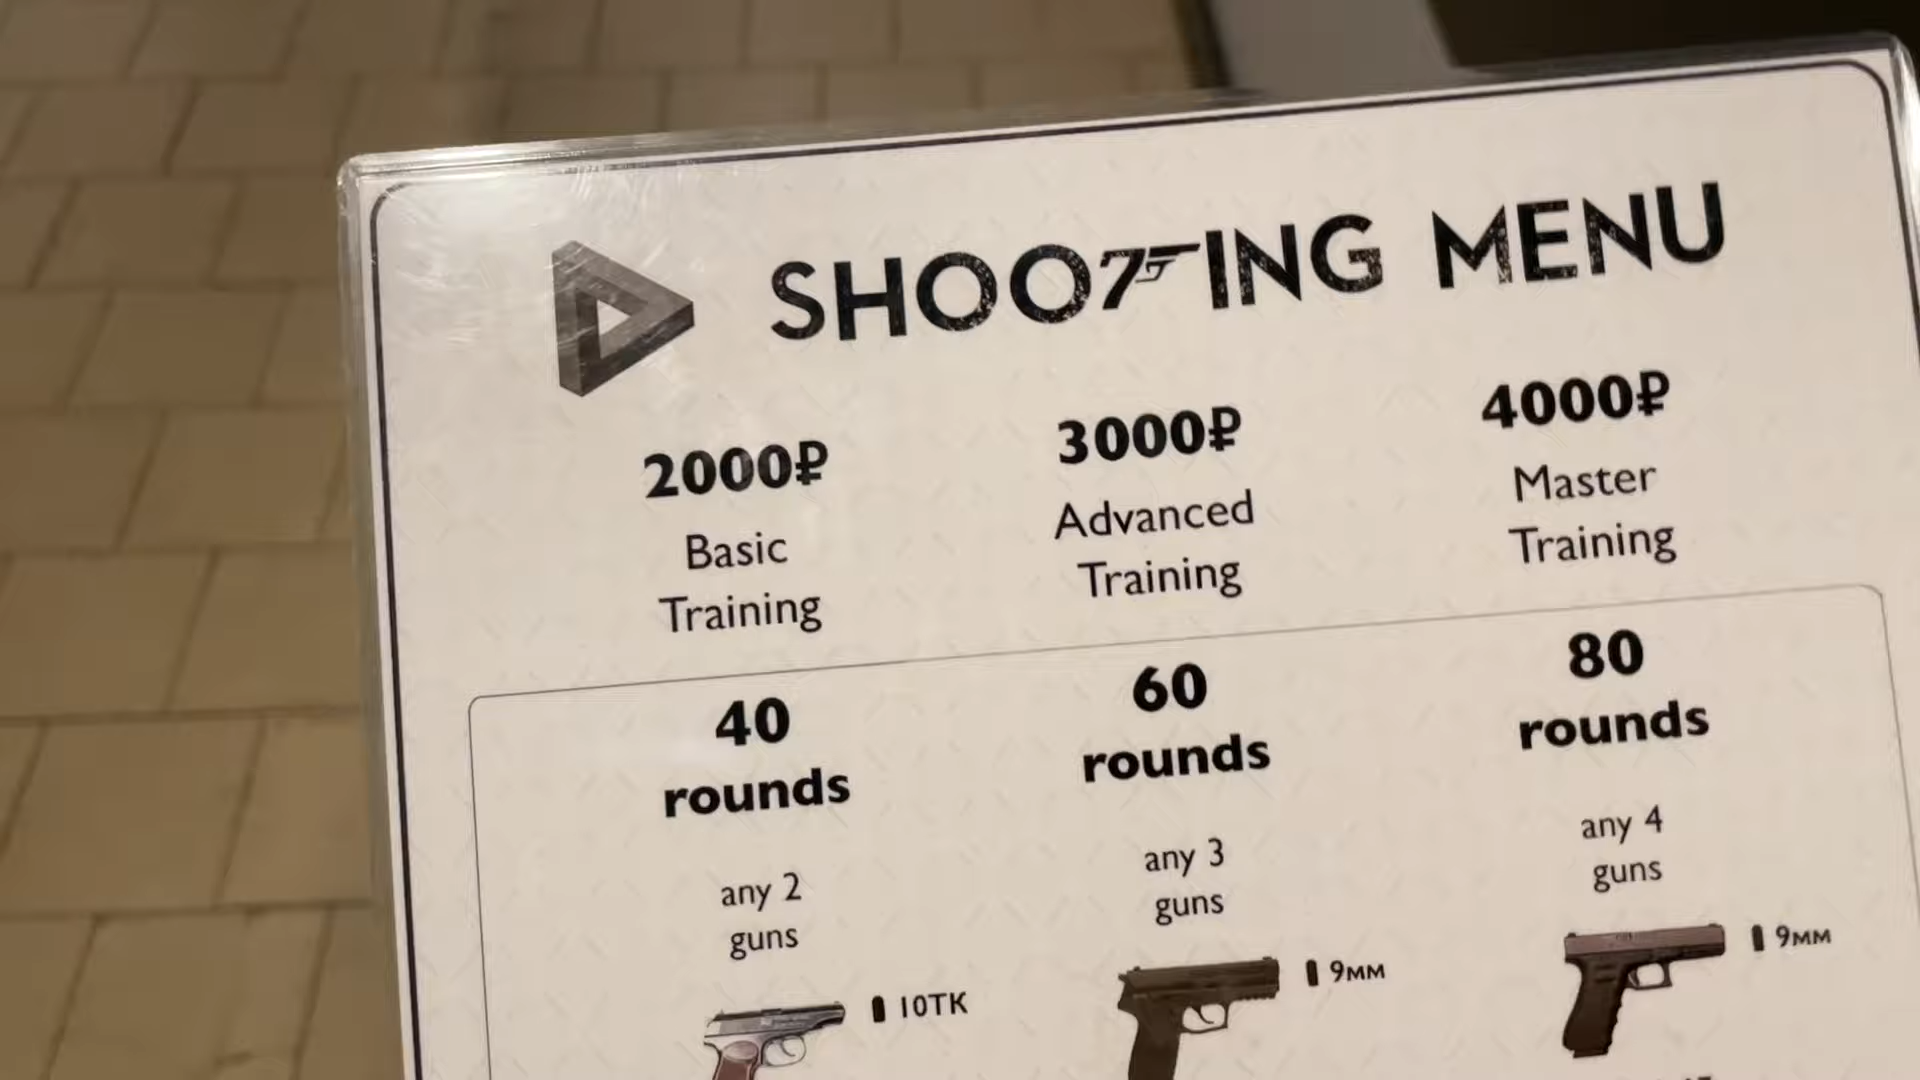 SHOO7ING MENU
2000₽
Basic
Training
3000₽
Advanced
Training
4000₽
Master
Training
40
rounds
any 2
guns
10TK
60
rounds
any 3
guns
9MM
80
rounds
any 4
guns
9MM